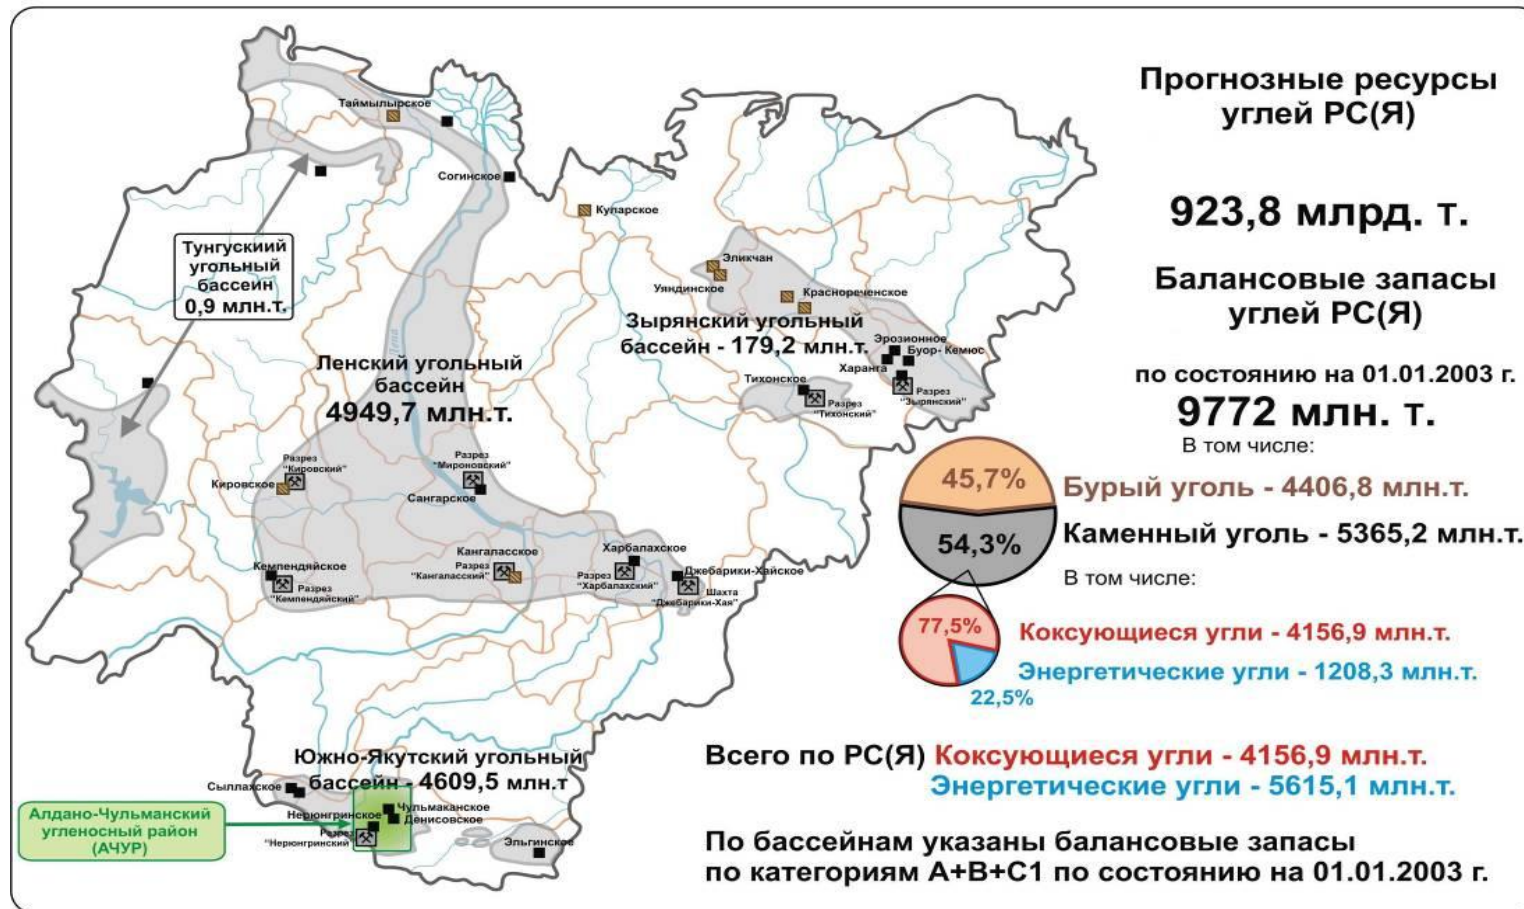 Прогнозные ресурсы
углей РС(Я)
923,8 млрд. т.
Балансовые запасы
углей РС(Я)
по состоянию на 01.01.2003 г.
9772 млн. т.
В том числе:
45,7%
Бурый уголь - 4406,8 млн.т.
54,3%
Каменный уголь - 5365,2 млн.т.
В том числе:
77,5%
Коксующиеся угли - 4156,9 млн.т.
Энергетические угли - 1208,3 млн.т.
22,5%
Всего по РС(Я) Коксующиеся угли - 4156,9 млн.т.
Энергетические угли - 5615,1 млн.т.
По бассейнам указаны балансовые запасы
по категориям А+В+С1 по состоянию на 01.01.2003 г.
Таймылырское
Согинское
Куларское
Тунгускиий
угольный
бассейн
0,9 млн.т.
Эликчан
Уяндинское
Краснореченское
Зырянский угольный
бассейн - 179,2 млн.т.
Эрозионное
Буор- Кемюс
Харанга
Разрез
"Зырянский"
Тихонское
Разрез
"Тихонский"
Лена
Ленский угольный
бассейн
4949,7 млн.т.
Разрез
"Кировский"
Кировское
Разрез
"Мироновский"
Сангарское
Кемпендяйское
Разрез
"Кемпендяйский"
Кангаласское
Разрез
"Кангаласский"
Харбалахское
Разрез
"Харбалахский"
Джебарики-Хайское
Шахта
"Джебарики-Хая"
Южно-Якутский угольный
бассейн - 4609,5 млн.т
Сыллахское
Чульмаканское
Денисовское
Нерюнгринское
Разрез
"Нерюнгринский
Эльгинское
Алдано-Чульманский
угленосный район
(АЧУР)